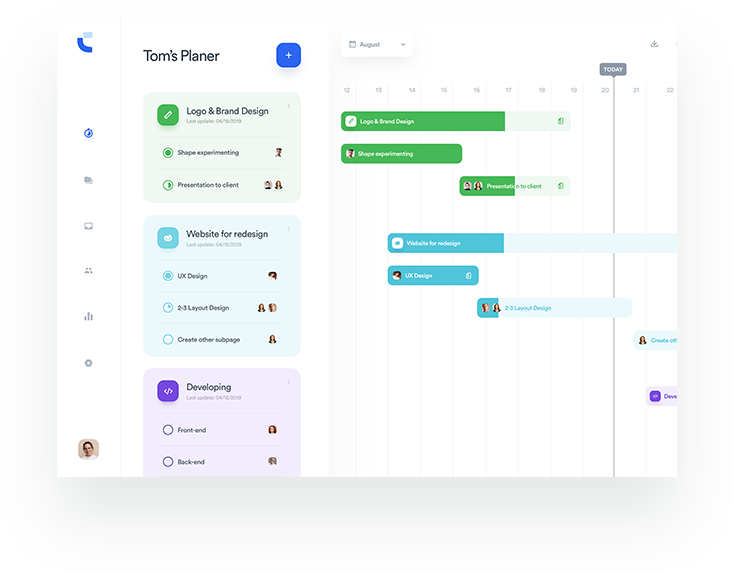 Tom's Planer
+
August
TODAY
12 13 14 15 16 17 18 19 20 21 22
Logo & Brand Design
Last update: 04/15/2019
Shape experimenting
Presentation to client
Website for redesign
Last update: 04/15/2019
UX Design
2-3 Layout Design
Create other subpage
Developing
Last update: 04/15/2019
Front-end
Back-end
Logo & Brand Design
Shape experimenting
Presentation to client
Website for redesign
UX Design
2-3 Layout Design
Create oth
Deve